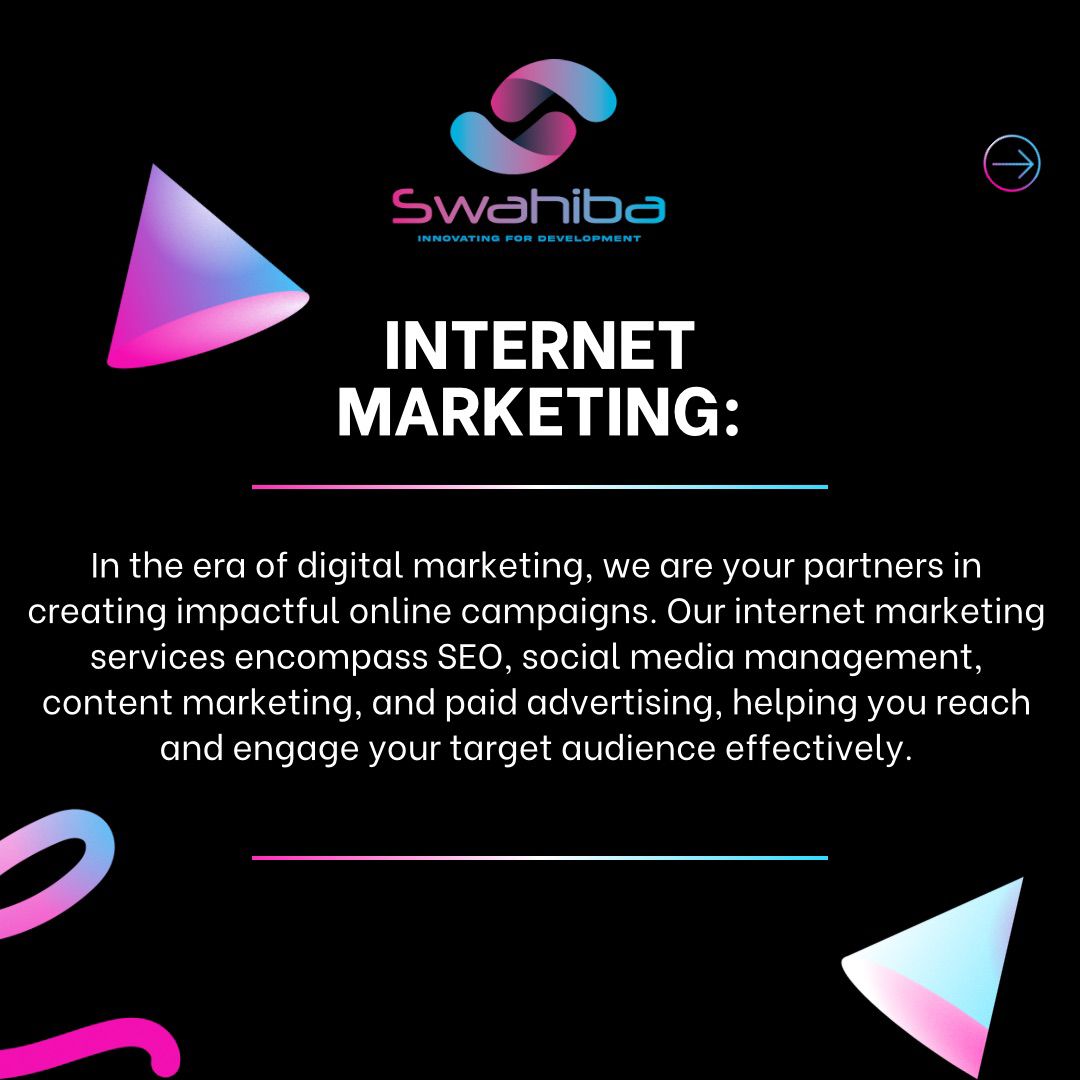 Swahiba
INNOVATING FOR DEVELOPMENT
INTERNET
MARKETING:
In the era of digital marketing, we are your partners in
creating impactful online campaigns. Our internet marketing
services encompass SEO, social media management,
content marketing, and paid advertising, helping you reach
and engage your target audience effectively.